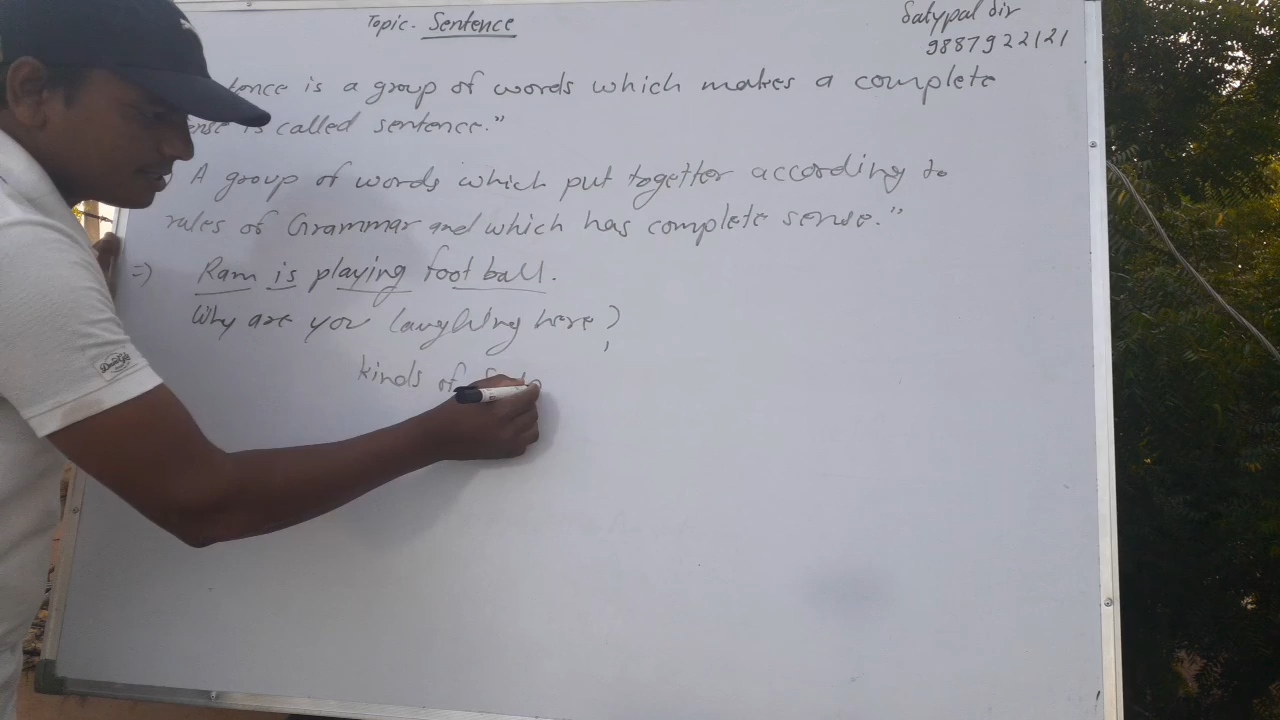 Topic. Sentence
Satypal Sir
9887922121
tence is a group of words which makes a complete
ense is called sentence."
A group of words which put together according to
rules of Grammar and which has complete sense."
=> Ram is playing foot ball.
Why are you laughing here?
kinds of